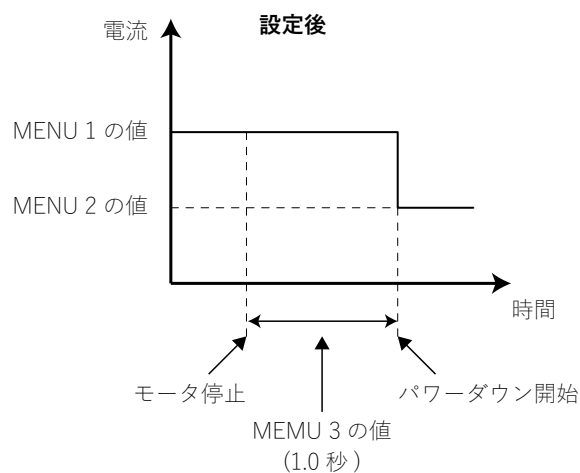 設定後
電流
MENU 1 の値
MENU 2 の値
時間
モータ停止
パワーダウン開始
MEMU 3 の値
(1.0 秒 )